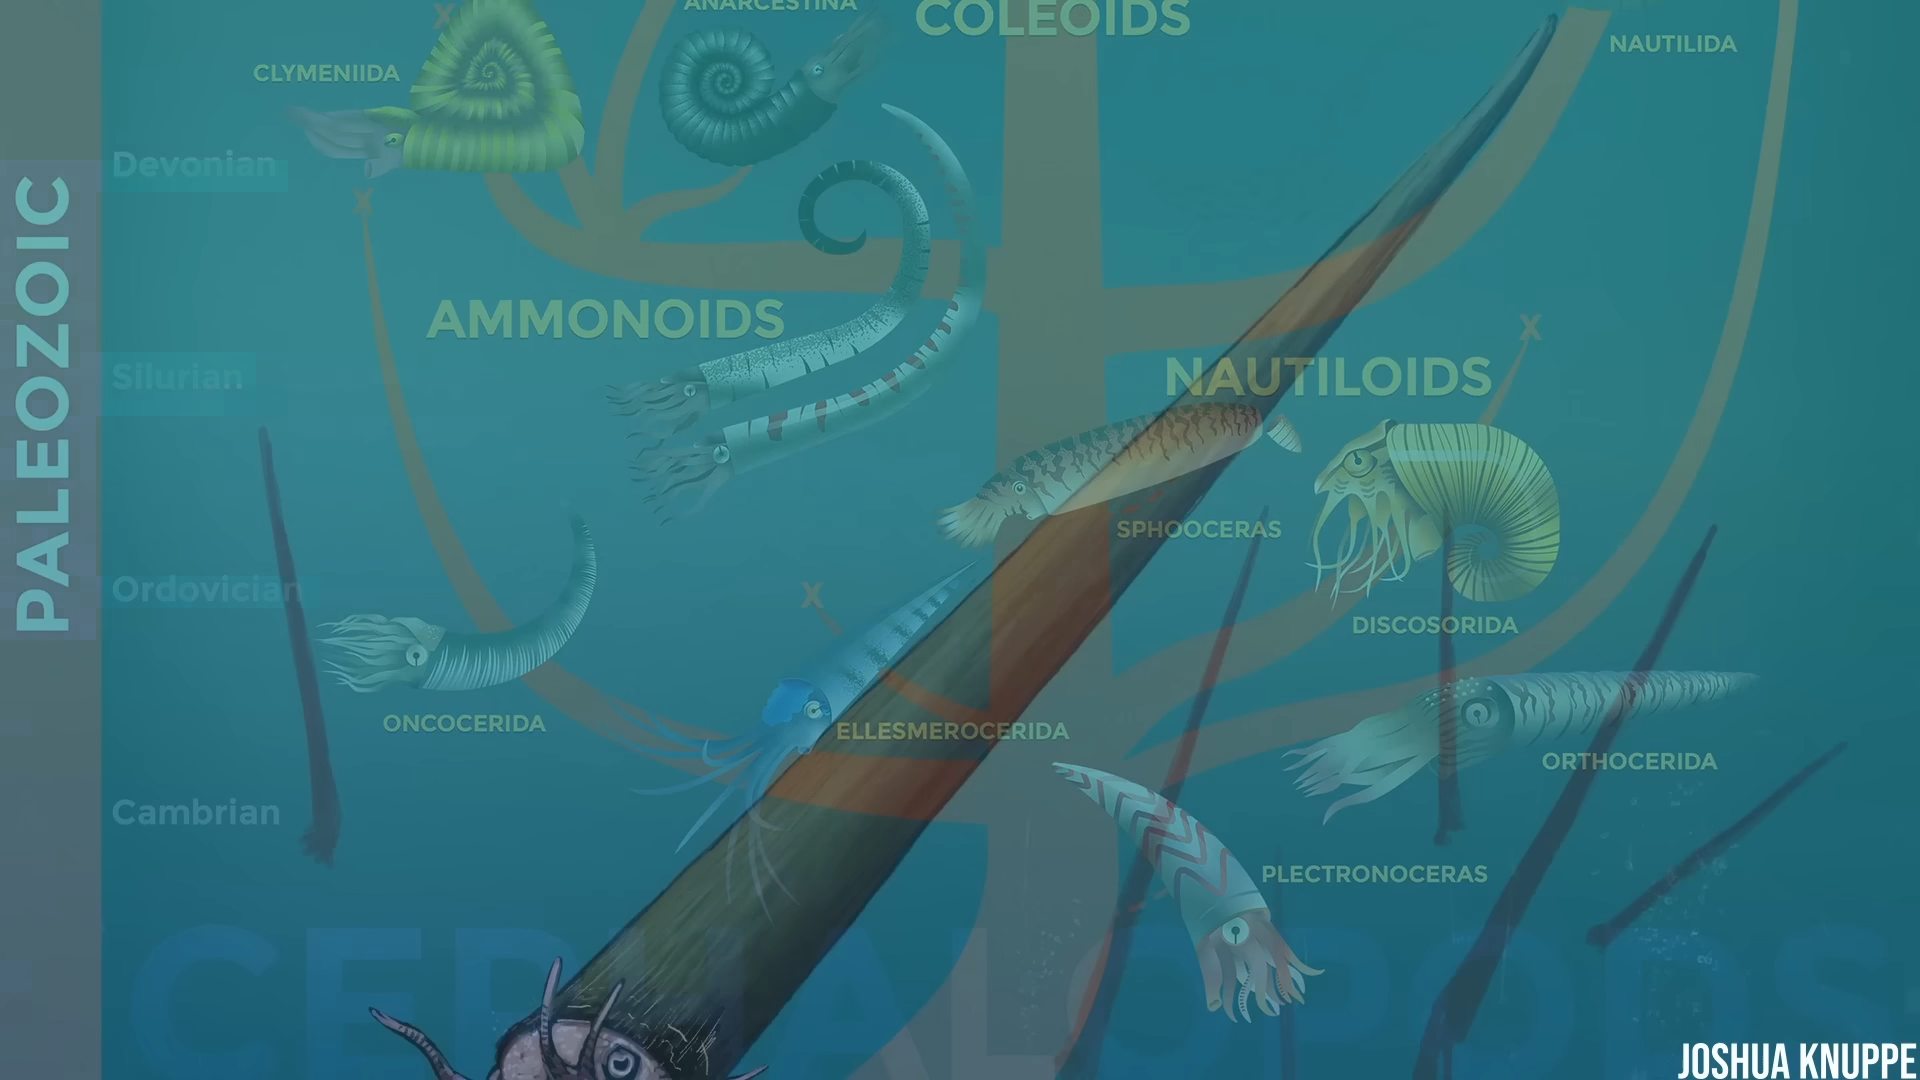 ANARCESTINA
COLEOIDS
NAUTILIDA
CLYMENIIDA
Devonian
PALEOZOIC
AMMONOIDS
NAUTILOIDS
Silurian
SPHOOCERAS
Ordovician
DISCOSORIDA
ONCOCERIDA
ELLESMEROCERIDA
ORTHOCERIDA
Cambrian
PLECTRONOCERAS
CEPHALOPODS
JOSHUA KNUPPE